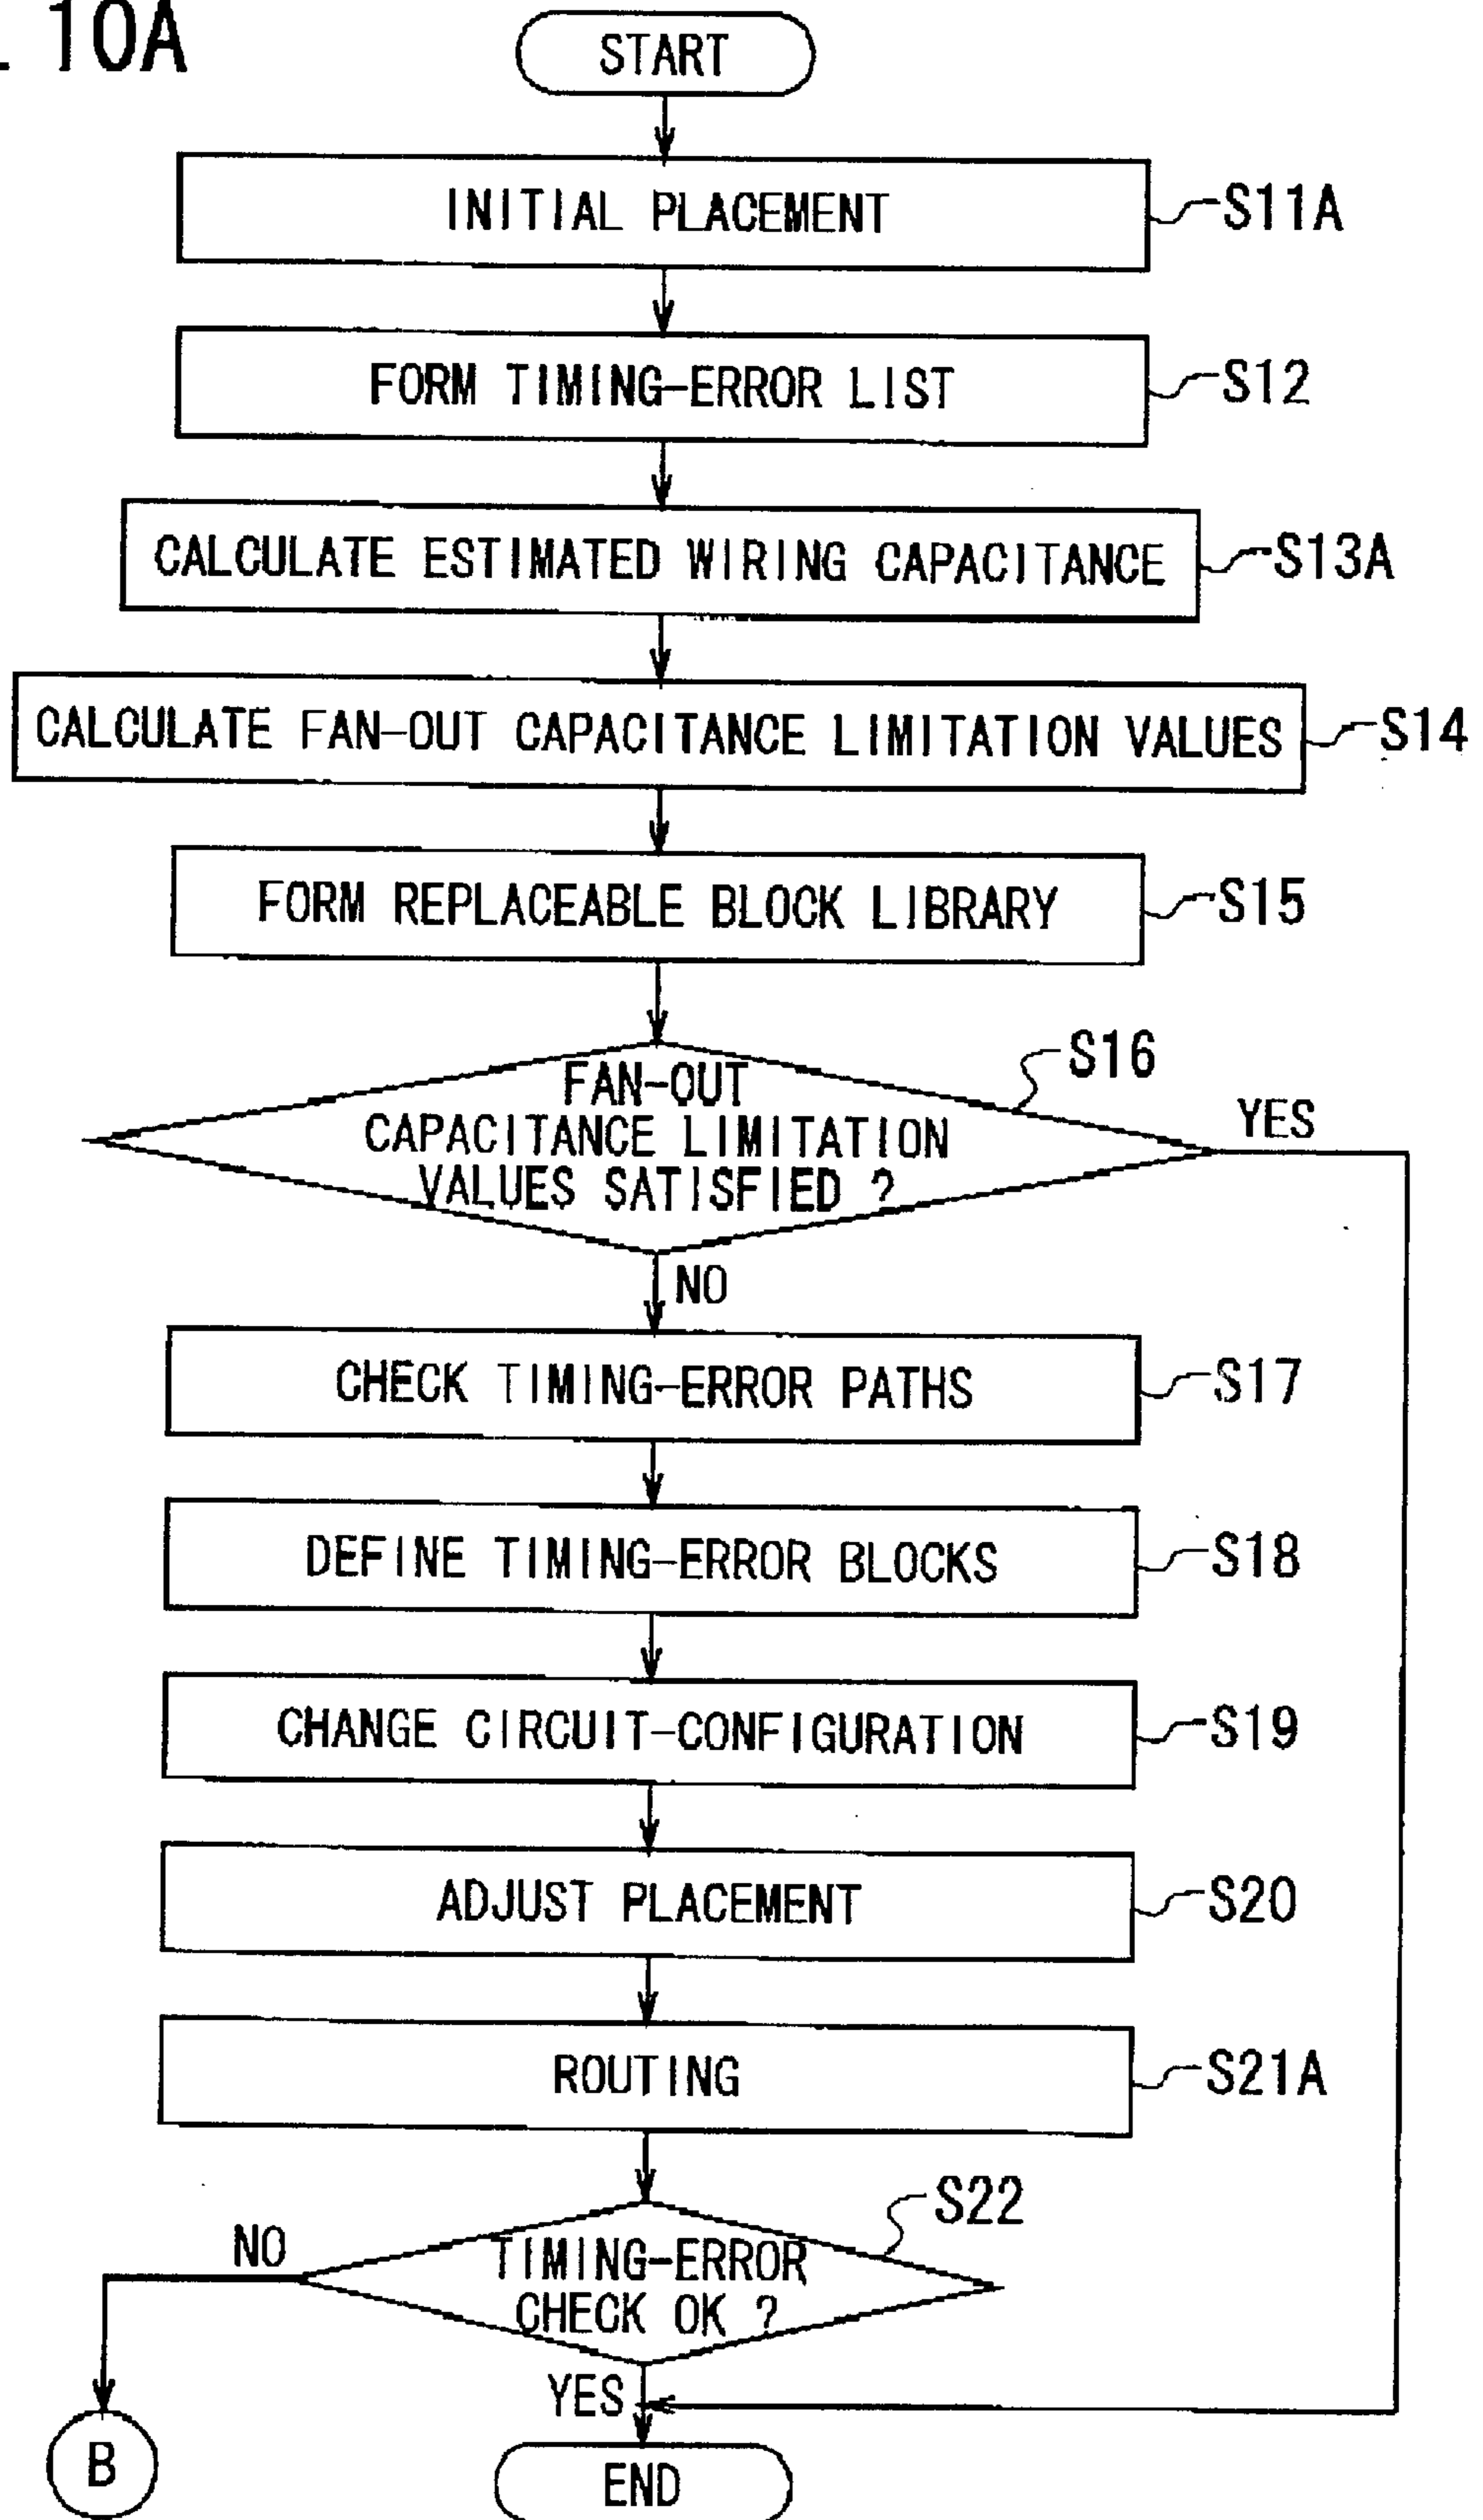 10A
START
INITIAL PLACEMENT
S11A
FORM TIMING-ERROR LIST
S12
CALCULATE ESTIMATED WIRING CAPACITANCE
S13A
CALCULATE FAN-OUT CAPACITANCE LIMITATION VALUES
S14
FORM REPLACEABLE BLOCK LIBRARY
S15
S16
FAN-OUT
CAPACITANCE LIMITATION
VALUES SATISFIED ?
YES
NO
CHECK TIMING-ERROR PATHS
S17
DEFINE TIMING-ERROR BLOCKS
S18
CHANGE CIRCUIT-CONFIGURATION
S19
ADJUST PLACEMENT
S20
ROUTING
S21A
S22
NO
TIMING-ERROR
CHECK OK ?
YES
B
END